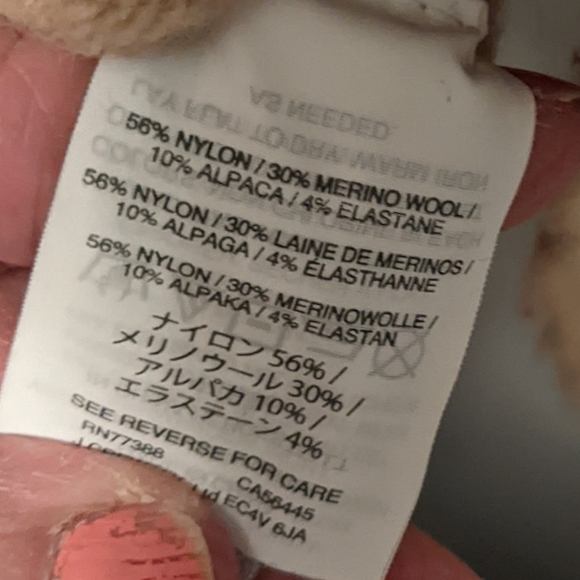 56% NYLON / 30% MERINO WOOL /
10% ALPACA / 4% ELASTANE
56% NYLON / 30% LAINE DE MERINOS /
10% ALPAGA / 4% ÉLASTHANNE
56% NYLON / 30% MERINOWOLLE /
10% ALPAKA / 4% ELASTAN
ナイロン 56% /
メリノウール 30% /
アルパカ 10% /
エラステーン 4%
SEE REVERSE FOR CARE
RN77388 CA56445
Ltd EC4V 6JA